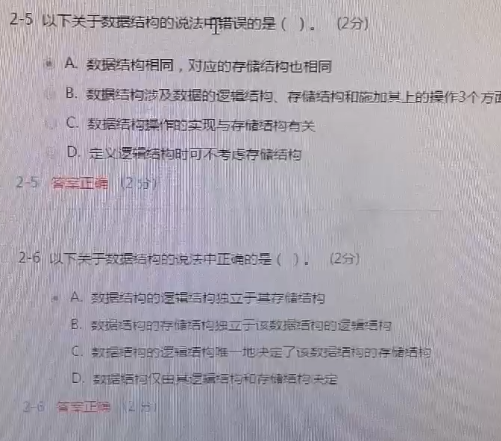 2-5 以下关于数据结构的说法中错误的是（ ）。 (2分)
A. 数据结构相同，对应的存储结构也相同
B. 数据结构涉及数据的逻辑结构、存储结构和施加其上的操作3个方面
C. 数据结构操作的实现与存储结构有关
D. 定义逻辑结构时可不考虑存储结构
2-5 答案正确 (2 分)
2-6 以下关于数据结构的说法中正确的是（ ）。 (2分)
A. 数据结构的逻辑结构独立于其存储结构
B. 数据结构的存储结构独立于该数据结构的逻辑结构
C. 数据结构的逻辑结构唯一地决定了该数据结构的存储结构
D. 数据结构仅由其逻辑结构和存储结构决定
2-6 答案正确 (2 分)